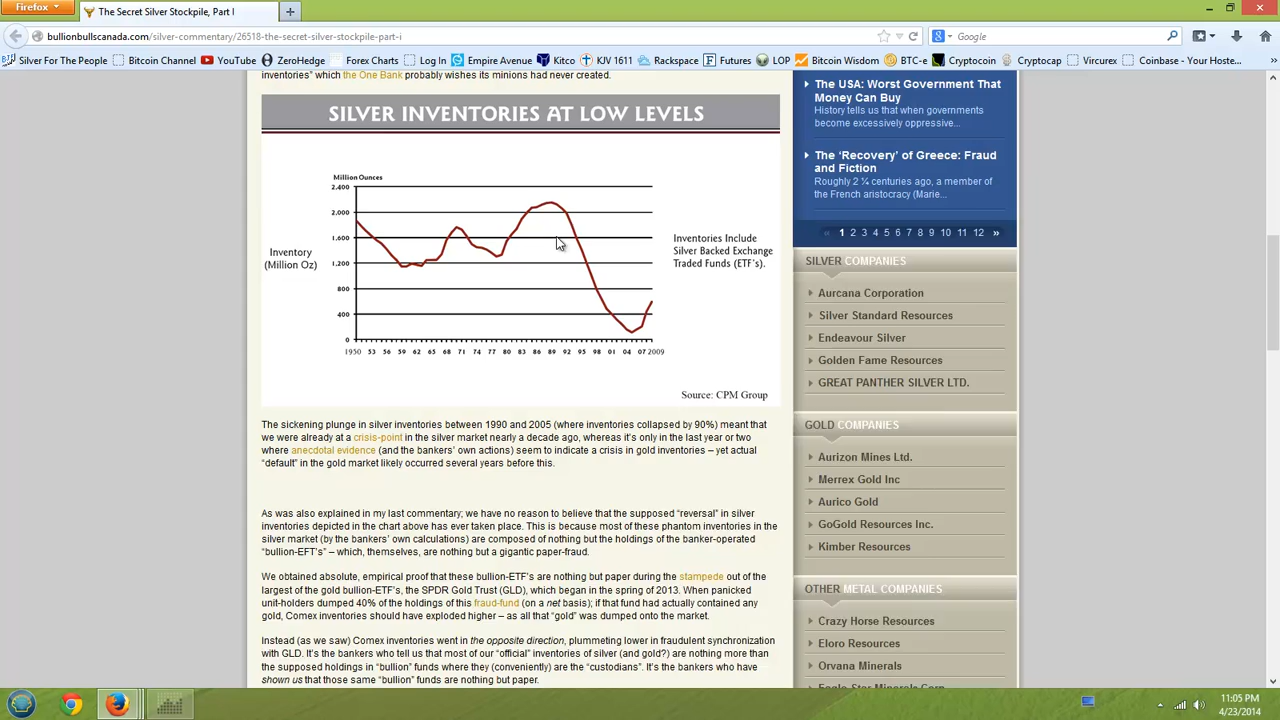 Firefox
The Secret Silver Stockpile, Part I
bullionbullscanada.com/silver-commentary/26518-the-secret-silver-stockpile-part-i
Google
Silver For The People
Bitcoin Channel
YouTube
ZeroHedge
Forex Charts
Log In
Empire Avenue
Kitco
KJV 1611
Rackspace
Futures
LOP
Bitcoin Wisdom
BTC-e
Cryptocoin
Cryptocap
Vircurex
Coinbase - Your Hoste...
inventories" which the One Bank probably wishes its minions had never created.
SILVER INVENTORIES AT LOW LEVELS
Million Ounces
2,400
2,000
1,600
1,200
800
400
0
Inventory
(Million Oz)
1950 53 56 59 62 65 68 71 74 77 80 83 86 89 92 95 98 01 04 07 2009
Inventories Include
Silver Backed Exchange
Traded Funds (ETF's).
Source: CPM Group
The sickening plunge in silver inventories between 1990 and 2005 (where inventories collapsed by 90%) meant that
we were already at a crisis-point in the silver market nearly a decade ago, whereas it's only in the last year or two
where anecdotal evidence (and the bankers' own actions) seem to indicate a crisis in gold inventories – yet actual
"default" in the gold market likely occurred several years before this.
As was also explained in my last commentary; we have no reason to believe that the supposed "reversal" in silver
inventories depicted in the chart above has ever taken place. This is because most of these phantom inventories in the
silver market (by the bankers' own calculations) are composed of nothing but the holdings of the banker-operated
"bullion-EFT's" – which, themselves, are nothing but a gigantic paper-fraud.
We obtained absolute, empirical proof that these bullion-ETF's are nothing but paper during the stampede out of the
largest of the gold bullion-ETF's, the SPDR Gold Trust (GLD), which began in the spring of 2013. When panicked
unit-holders dumped 40% of the holdings of this fraud-fund (on a net basis); if that fund had actually contained any
gold, Comex inventories should have exploded higher – as all that "gold" was dumped onto the market.
Instead (as we saw) Comex inventories went in the opposite direction, plummeting lower in fraudulent synchronization
with GLD. It's the bankers who tell us that most of our "official" inventories of silver (and gold?) are nothing more than
the supposed holdings in "bullion" funds where they (conveniently) are the "custodians". It's the bankers who have
shown us that those same "bullion" funds are nothing but paper.
The USA: Worst Government That
Money Can Buy
History tells us that when governments
become excessively oppressive...
The 'Recovery' of Greece: Fraud
and Fiction
Roughly 2 ¼ centuries ago, a member of
the French aristocracy (Marie...
« 1 2 3 4 5 6 7 8 9 10 11 12 »
SILVER COMPANIES
Aurcana Corporation
Silver Standard Resources
Endeavour Silver
Golden Fame Resources
GREAT PANTHER SILVER LTD.
GOLD COMPANIES
Aurizon Mines Ltd.
Merrex Gold Inc
Aurico Gold
GoGold Resources Inc.
Kimber Resources
OTHER METAL COMPANIES
Crazy Horse Resources
Eloro Resources
Orvana Minerals
Eagle Star Minerals Corp
11:05 PM
4/23/2014